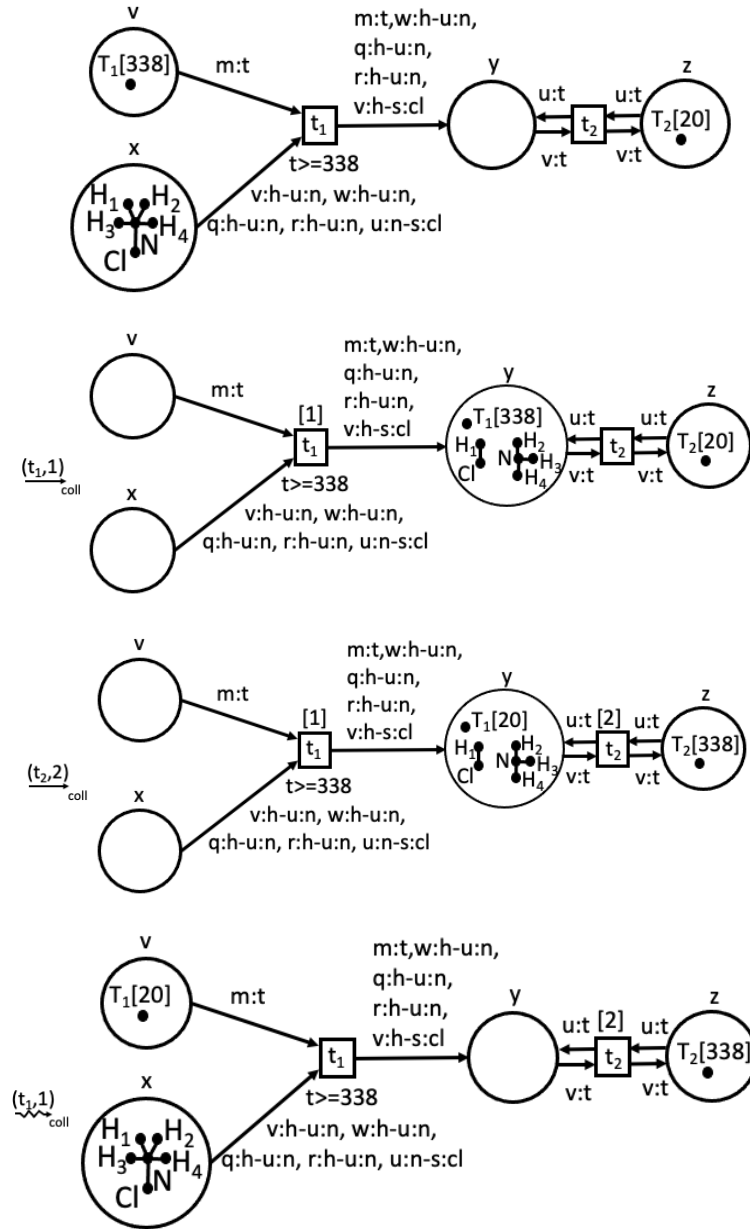 v
T₁[338]
m:t
m:t,w:h-u:n,
q:h-u:n,
r:h-u:n,
v:h-s:cl
t₁
t>=338
v:h-u:n, w:h-u:n,
q:h-u:n, r:h-u:n, u:n-s:cl
x
H₁ H₂
H₃ H₄
Cl N
y
u:t u:t
t₂
v:t v:t
z
T₂[20]
(t₁,1)
coll
v
m:t
m:t,w:h-u:n,
q:h-u:n,
r:h-u:n,
v:h-s:cl
[1]
t₁
t>=338
v:h-u:n, w:h-u:n,
q:h-u:n, r:h-u:n, u:n-s:cl
x
y
T₁[338]
H₁ H₂
N H₃
Cl H₄
u:t u:t
t₂
v:t v:t
z
T₂[20]
(t₂,2)
coll
v
m:t
m:t,w:h-u:n,
q:h-u:n,
r:h-u:n,
v:h-s:cl
[1]
t₁
t>=338
v:h-u:n, w:h-u:n,
q:h-u:n, r:h-u:n, u:n-s:cl
x
y
T₁[20]
H₁ H₂
N H₃
Cl H₄
u:t [2] u:t
t₂
v:t v:t
z
T₂[338]
(t₁,1)
coll
v
T₁[20]
m:t
m:t,w:h-u:n,
q:h-u:n,
r:h-u:n,
v:h-s:cl
t₁
t>=338
v:h-u:n, w:h-u:n,
q:h-u:n, r:h-u:n, u:n-s:cl
x
H₁ H₂
H₃ H₄
Cl N
y
u:t [2] u:t
t₂
v:t v:t
z
T₂[338]